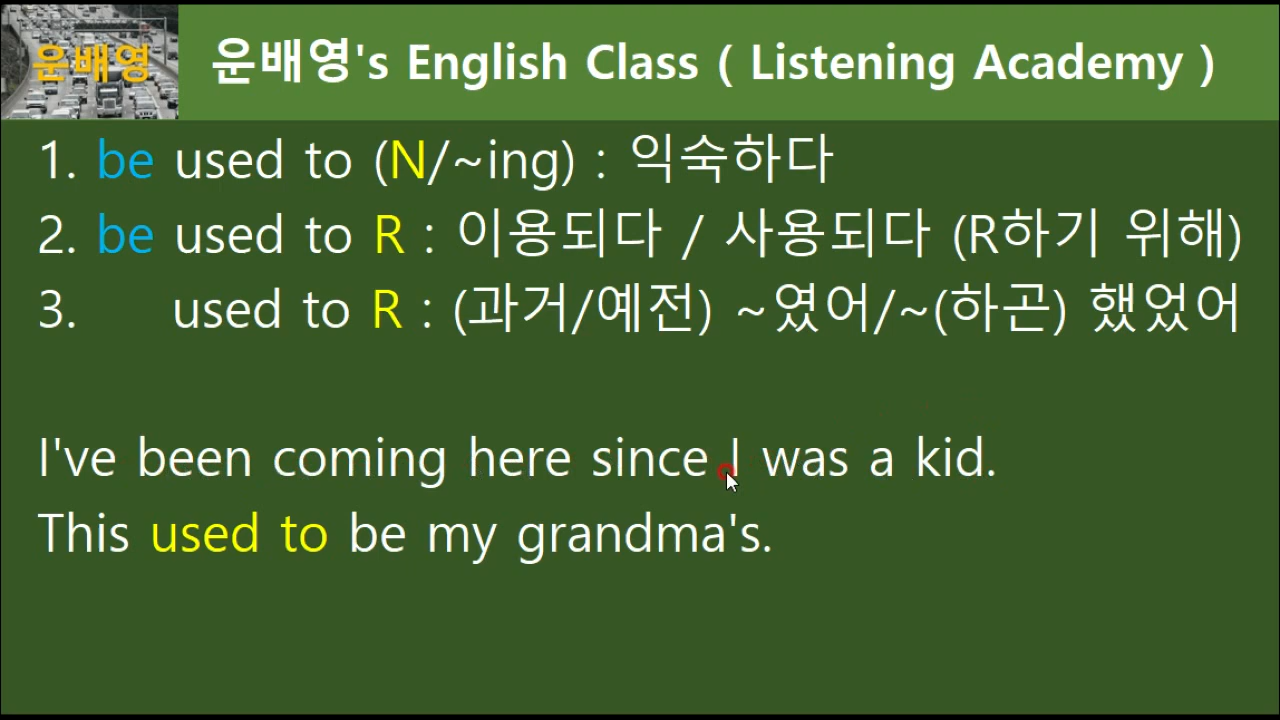 운배영
운배영's English Class ( Listening Academy )
1. be used to (N/~ing) : 익숙하다
2. be used to R : 이용되다 / 사용되다 (R하기 위해)
3. used to R : (과거/예전) ~였어/~(하곤) 했었어
I've been coming here since I was a kid.
This used to be my grandma's.